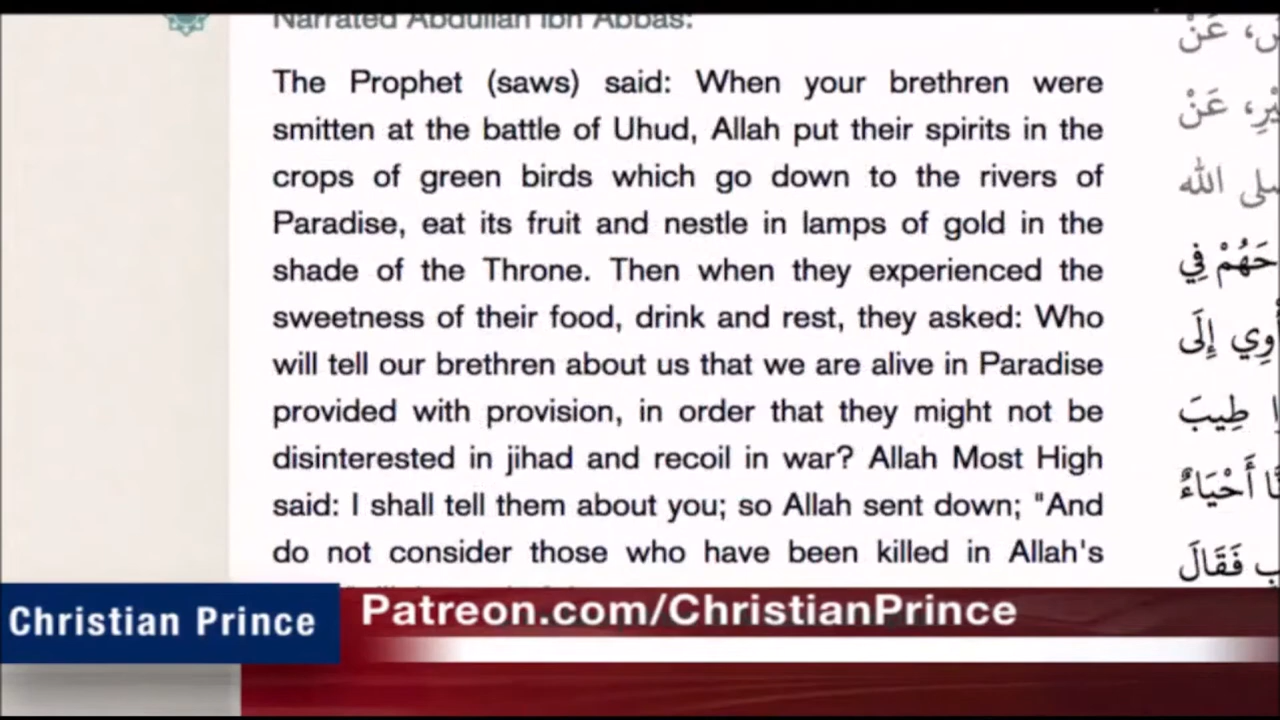 Narrated Abdullah Ibn Abbas:
The Prophet (saws) said: When your brethren were
smitten at the battle of Uhud, Allah put their spirits in the
crops of green birds which go down to the rivers of
Paradise, eat its fruit and nestle in lamps of gold in the
shade of the Throne. Then when they experienced the
sweetness of their food, drink and rest, they asked: Who
will tell our brethren about us that we are alive in Paradise
provided with provision, in order that they might not be
disinterested in jihad and recoil in war? Allah Most High
said: I shall tell them about you; so Allah sent down; "And
do not consider those who have been killed in Allah's
عَنْ
عَنْ
صلى الله
فِي
إِلَى
طِيبَ
أَحْيَاءٌ
فَقَالَ
Christian Prince
Patreon.com/ChristianPrince